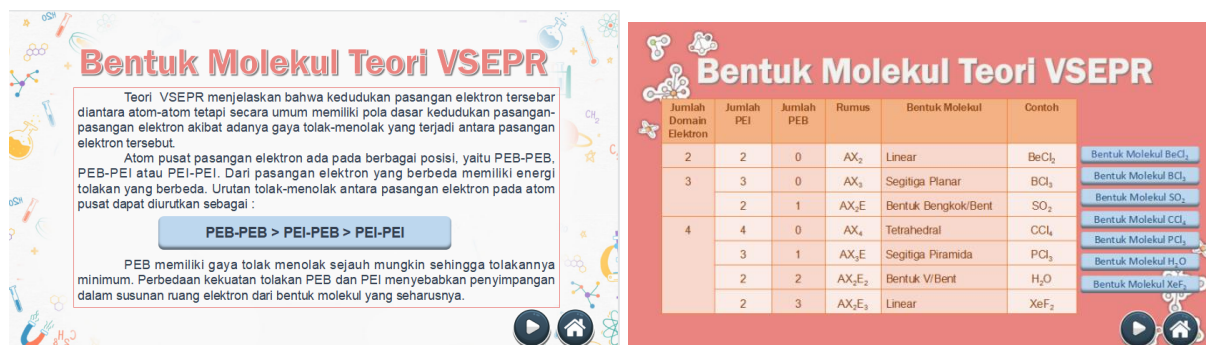 Bentuk Molekul Teori VSEPR
Teori VSEPR menjelaskan bahwa kedudukan pasangan elektron tersebar
diantara atom-atom tetapi secara umum memiliki pola dasar kedudukan pasangan-
pasangan elektron akibat adanya gaya tolak-menolak yang terjadi antara pasangan
elektron tersebut.
Atom pusat pasangan elektron ada pada berbagai posisi, yaitu PEB-PEB,
PEB-PEI atau PEI-PEI. Dari pasangan elektron yang berbeda memiliki energi
tolakan yang berbeda. Urutan tolak-menolak antara pasangan elektron pada atom
pusat dapat diurutkan sebagai :
PEB-PEB > PEI-PEB > PEI-PEI
PEB memiliki gaya tolak menolak sejauh mungkin sehingga tolakannya
minimum. Perbedaan kekuatan tolakan PEB dan PEI menyebabkan penyimpangan
dalam susunan ruang elektron dari bentuk molekul yang seharusnya.
H₂O
CH₂
Bentuk Molekul Teori VSEPR
Jumlah Domain Elektron Jumlah PEI Jumlah PEB Rumus Bentuk Molekul Contoh
2 2 0 AX₂ Linear BeCl₂
3 3 0 AX₃ Segitiga Planar BCl₃
2 1 AX₂E Bentuk Bengkok/Bent SO₂
4 4 0 AX₄ Tetrahedral CCl₄
3 1 AX₃E Segitiga Piramida PCl₃
2 2 AX₂E₂ Bentuk V/Bent H₂O
2 3 AX₂E₃ Linear XeF₂
Bentuk Molekul BeCl₂
Bentuk Molekul BCl₃
Bentuk Molekul SO₂
Bentuk Molekul CCl₄
Bentuk Molekul PCl₃
Bentuk Molekul H₂O
Bentuk Molekul XeF₂